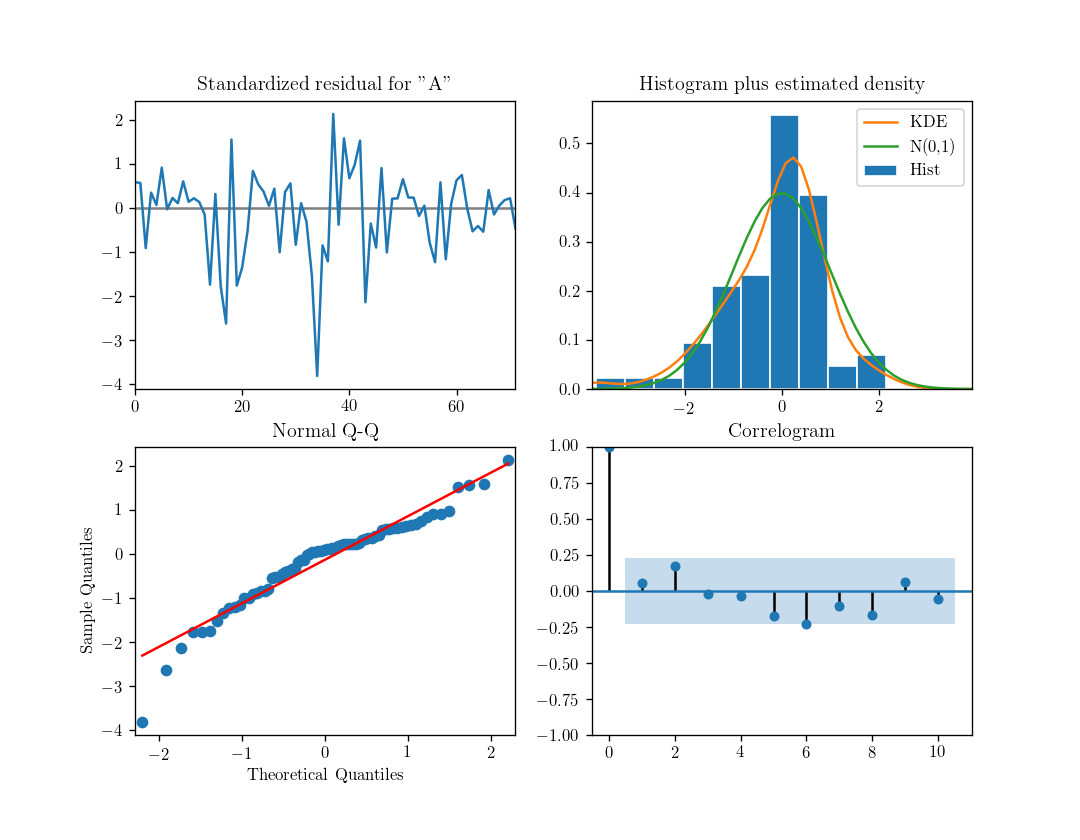 Standardized residual for "A"
2
1
0
−1
−2
−3
−4
0 20 40 60
Histogram plus estimated density
KDE
N(0,1)
Hist
0.5
0.4
0.3
0.2
0.1
0.0
−2 0 2
Normal Q-Q
Sample Quantiles
2
1
0
−1
−2
−3
−4
−2 −1 0 1 2
Theoretical Quantiles
Correlogram
1.00
0.75
0.50
0.25
0.00
−0.25
−0.50
−0.75
−1.00
0 2 4 6 8 10